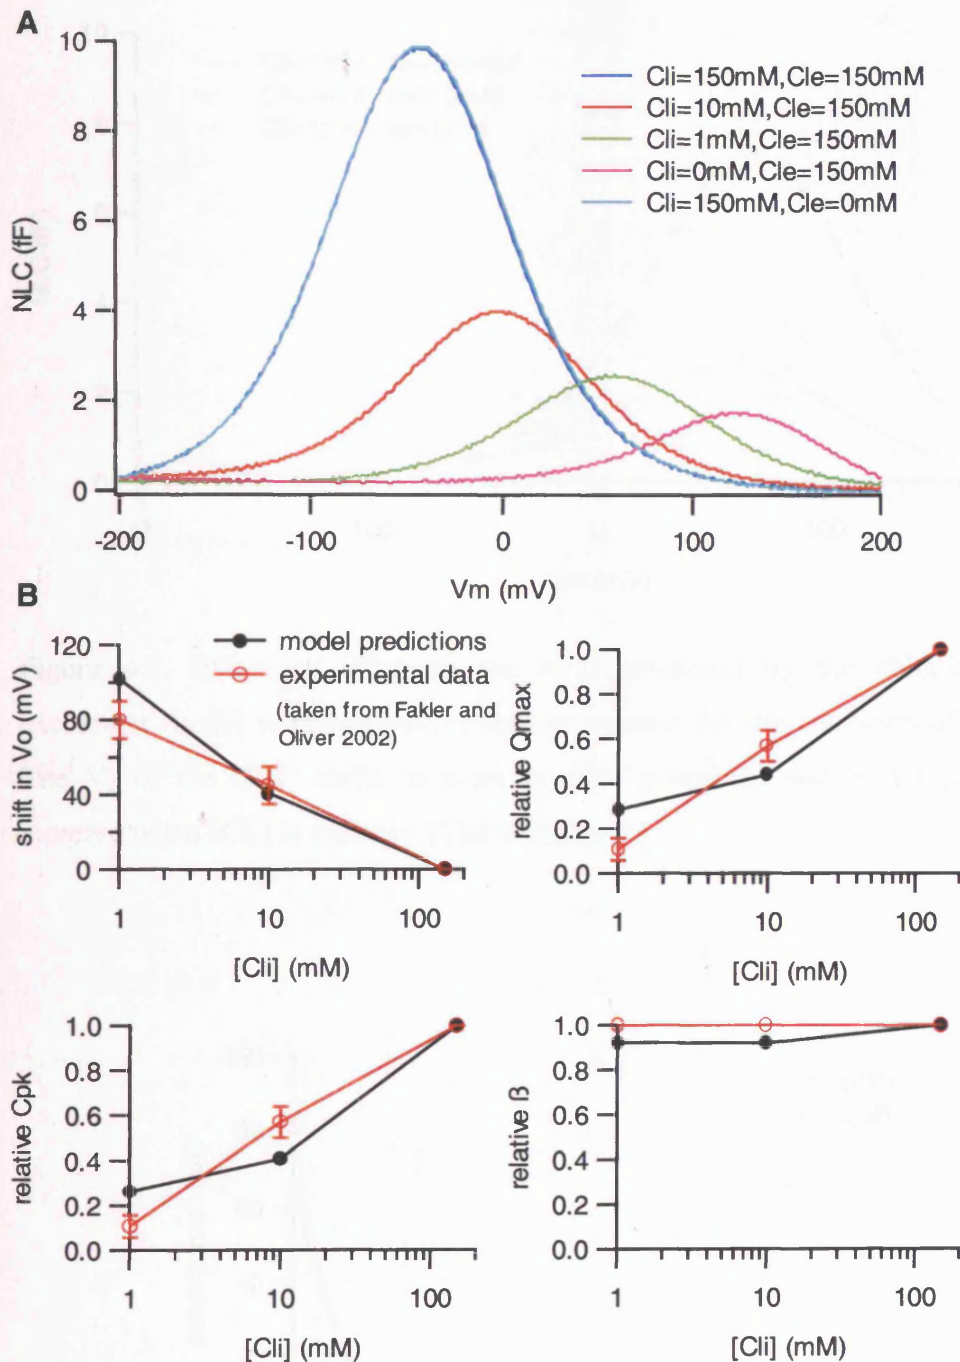 A
10
8
6
4
2
0
NLC (fF)
Cli=150mM,Cle=150mM
Cli=10mM,Cle=150mM
Cli=1mM,Cle=150mM
Cli=0mM,Cle=150mM
Cli=150mM,Cle=0mM
-200 -100 0 100 200
Vm (mV)
B
120
80
40
0
shift in Vo (mV)
model predictions
experimental data
(taken from Fakler and
Oliver 2002)
1 10 100
[Cli] (mM)
1.0
0.8
0.6
0.4
0.2
0.0
relative Qmax
1 10 100
[Cli] (mM)
1.0
0.8
0.6
0.4
0.2
0.0
relative Cpk
1 10 100
[Cli] (mM)
1.0
0.8
0.6
0.4
0.2
0.0
relative ß
1 10 100
[Cli] (mM)